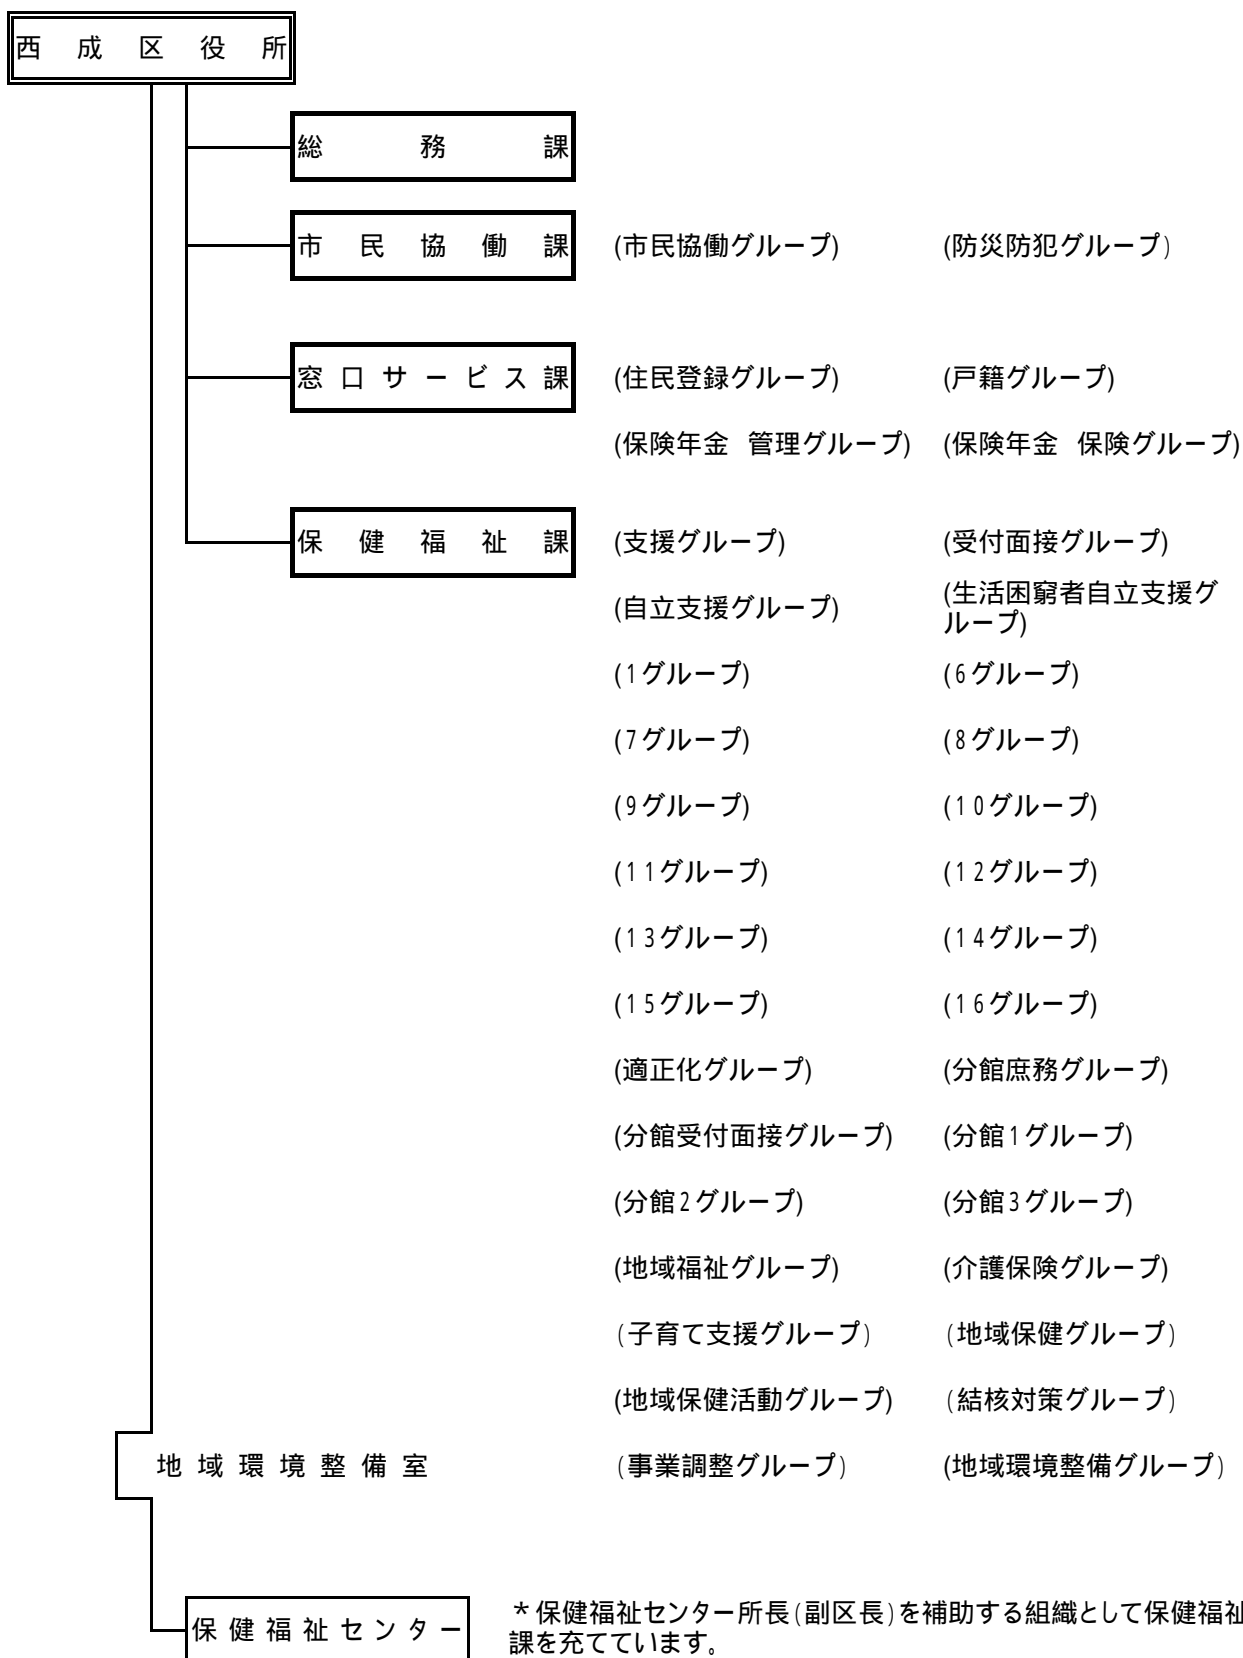 西成区役所
総務課
市民協働課 (市民協働グループ) (防災防犯グループ)
窓口サービス課 (住民登録グループ) (戸籍グループ)
(保険年金 管理グループ) (保険年金 保険グループ)
保健福祉課 (支援グループ) (受付面接グループ)
(自立支援グループ) (生活困窮者自立支援グ
ループ)
(1グループ) (6グループ)
(7グループ) (8グループ)
(9グループ) (10グループ)
(11グループ) (12グループ)
(13グループ) (14グループ)
(15グループ) (16グループ)
(適正化グループ) (分館庶務グループ)
(分館受付面接グループ) (分館1グループ)
(分館2グループ) (分館3グループ)
(地域福祉グループ) (介護保険グループ)
(子育て支援グループ) (地域保健グループ)
(地域保健活動グループ) (結核対策グループ)
地域環境整備室 (事業調整グループ) (地域環境整備グループ)
保健福祉センター
*保健福祉センター所長(副区長)を補助する組織として保健福祉
課を充てています。